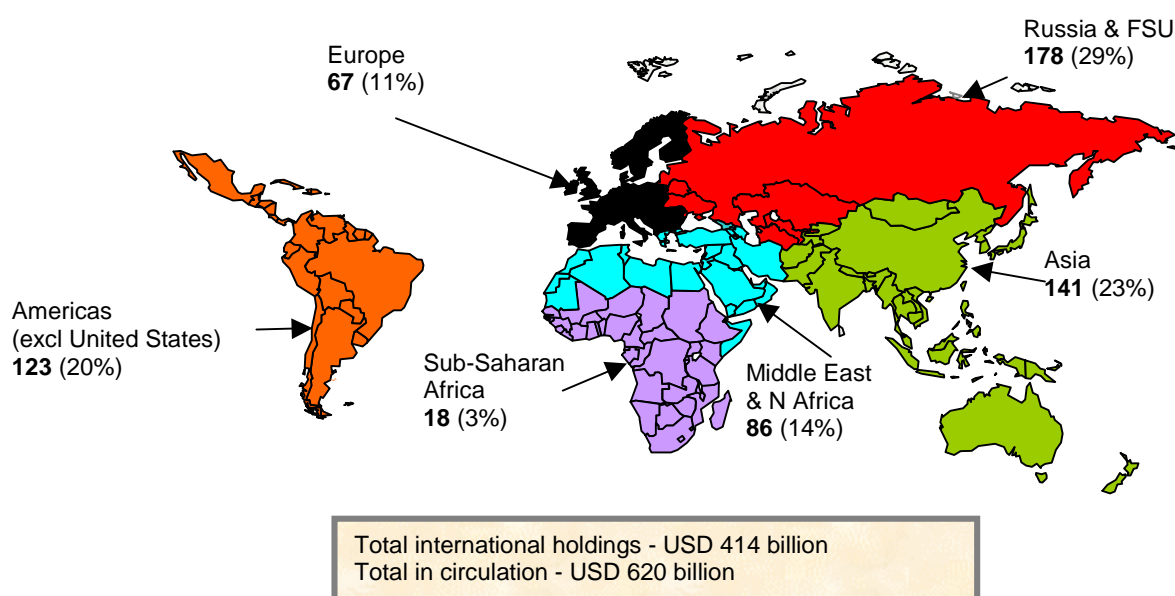 Russia & FSU
178 (29%)
Europe
67 (11%)
Asia
141 (23%)
Americas
(excl United States)
123 (20%)
Sub-Saharan
Africa
18 (3%)
Middle East
& N Africa
86 (14%)
Total international holdings - USD 414 billion
Total in circulation - USD 620 billion